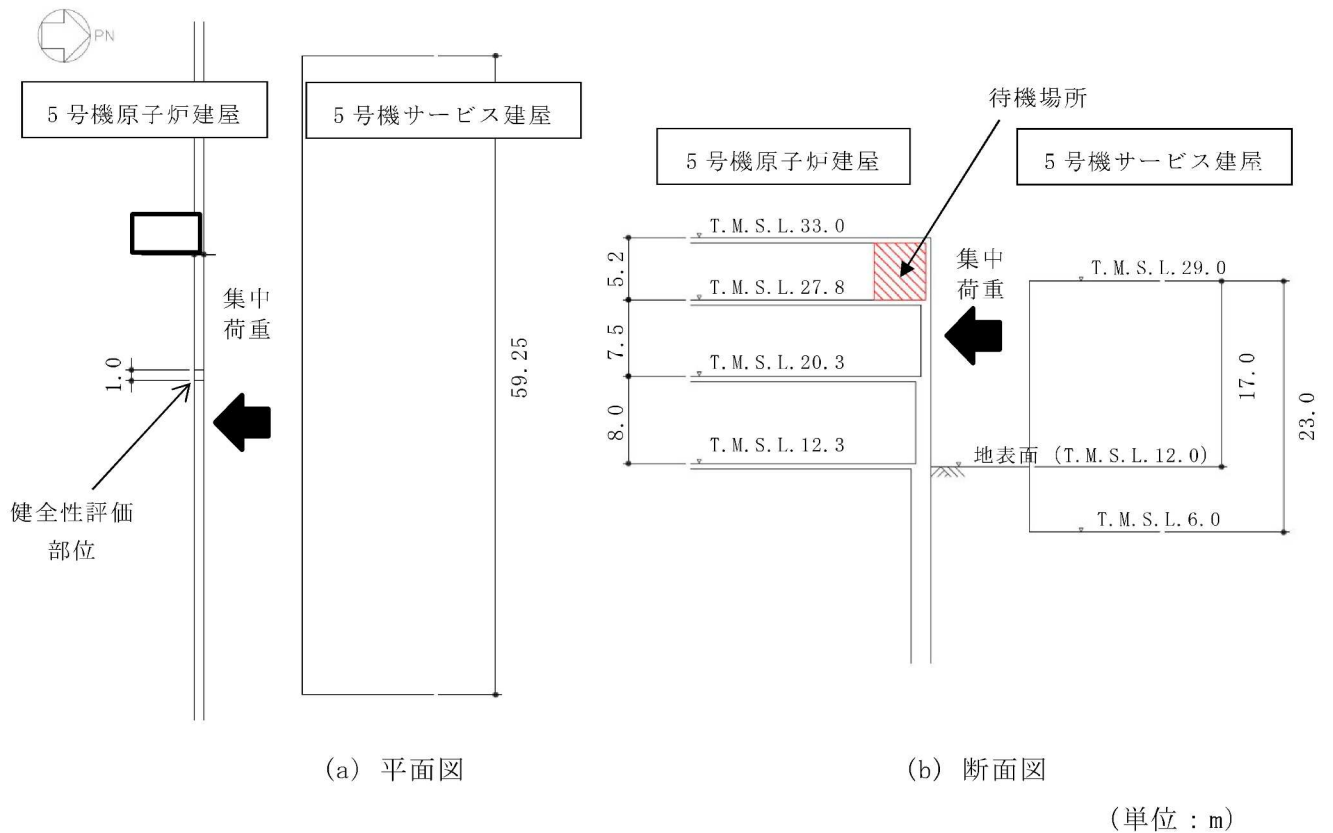 PN
5号機原子炉建屋
5号機サービス建屋
集中
荷重
1.0
59.25
健全性評価
部位
(a) 平面図
待機場所
5号機原子炉建屋
5号機サービス建屋
T.M.S.L.33.0
集中
荷重
T.M.S.L.29.0
5.2
T.M.S.L.27.8
7.5
T.M.S.L.20.3
17.0
23.0
8.0
T.M.S.L.12.3
地表面 (T.M.S.L.12.0)
T.M.S.L.6.0
(b) 断面図
(単位：m)